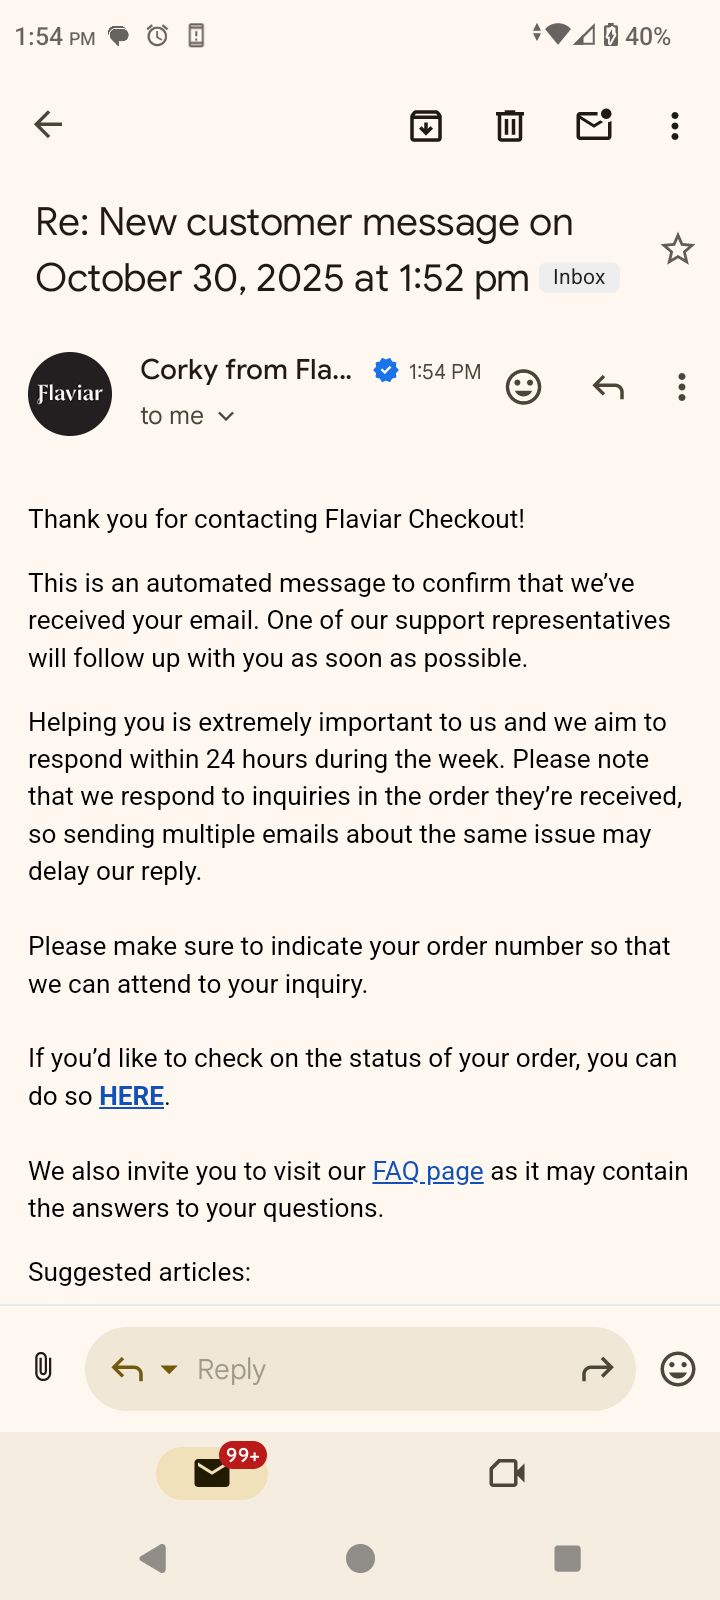 1:54 PM
40%
Re: New customer message on
October 30, 2025 at 1:52 pm Inbox
Flaviar
Corky from Fla... 1:54 PM
to me
Thank you for contacting Flaviar Checkout!
This is an automated message to confirm that we’ve
received your email. One of our support representatives
will follow up with you as soon as possible.
Helping you is extremely important to us and we aim to
respond within 24 hours during the week. Please note
that we respond to inquiries in the order they’re received,
so sending multiple emails about the same issue may
delay our reply.
Please make sure to indicate your order number so that
we can attend to your inquiry.
If you’d like to check on the status of your order, you can
do so HERE.
We also invite you to visit our FAQ page as it may contain
the answers to your questions.
Suggested articles:
Reply
99+